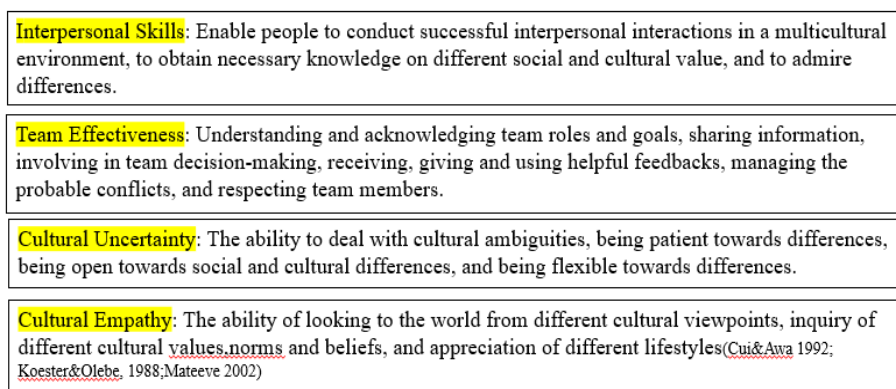 Interpersonal Skills: Enable people to conduct successful interpersonal interactions in a multicultural
environment, to obtain necessary knowledge on different social and cultural value, and to admire
differences.
Team Effectiveness: Understanding and acknowledging team roles and goals, sharing information,
involving in team decision-making, receiving, giving and using helpful feedbacks, managing the
probable conflicts, and respecting team members.
Cultural Uncertainty: The ability to deal with cultural ambiguities, being patient towards differences,
being open towards social and cultural differences, and being flexible towards differences.
Cultural Empathy: The ability of looking to the world from different cultural viewpoints, inquiry of
different cultural values,norms and beliefs, and appreciation of different lifestyles(Cui&Awa 1992;
Koester&Olebe, 1988;Mateeve 2002)